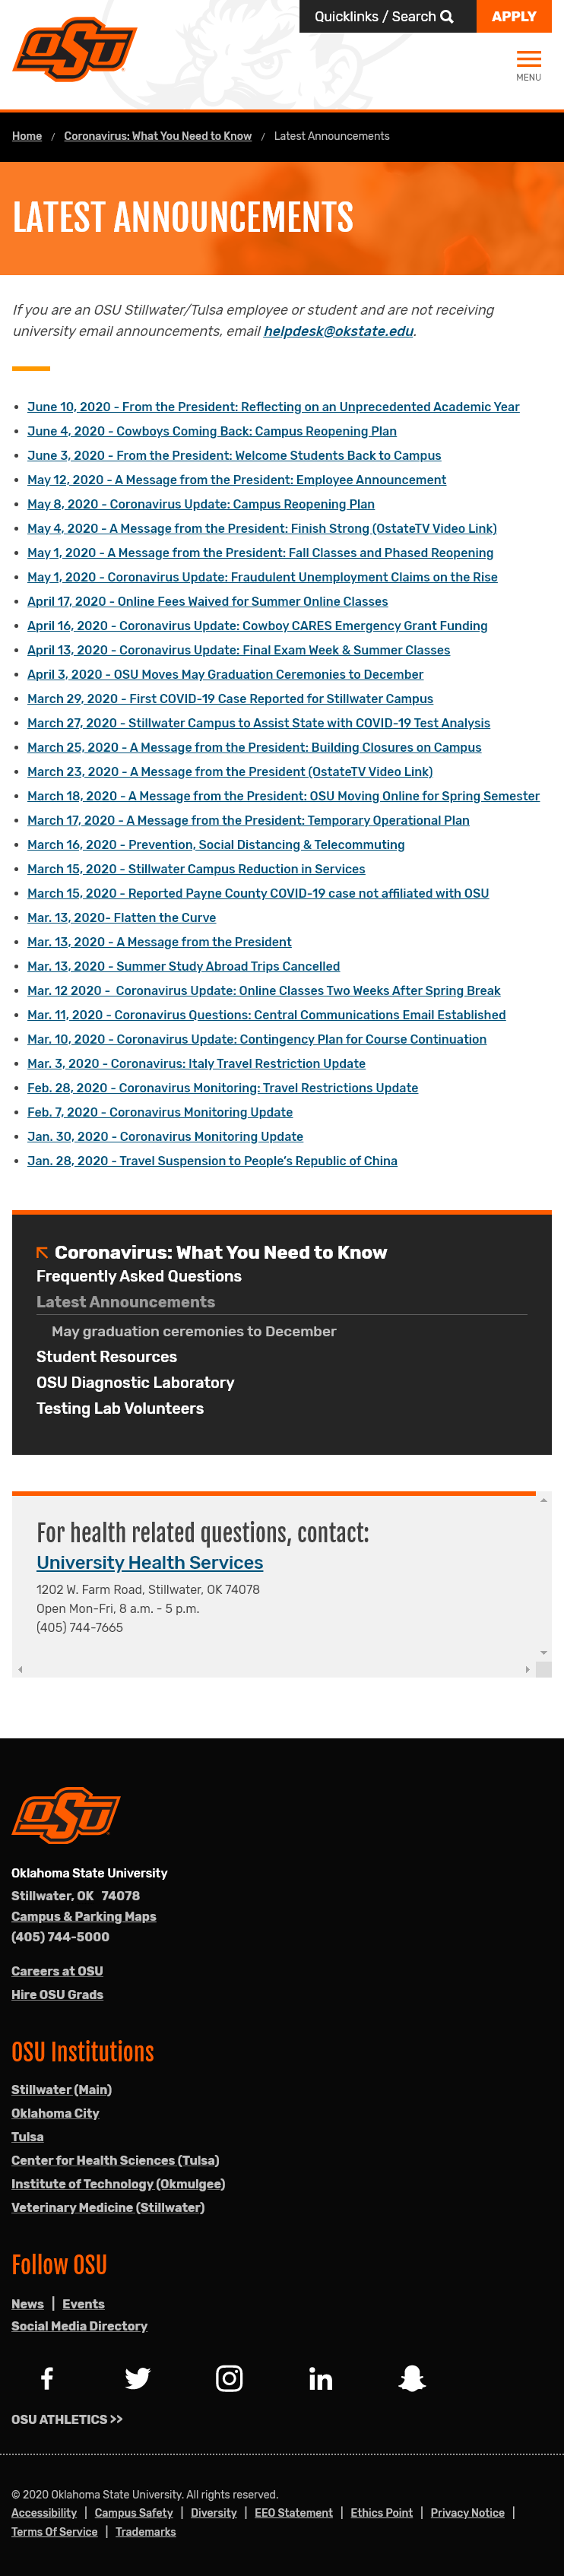 OSU
Quicklinks / Search
APPLY
MENU
Home / Coronavirus: What You Need to Know / Latest Announcements
LATEST ANNOUNCEMENTS
If you are an OSU Stillwater/Tulsa employee or student and are not receiving
university email announcements, email helpdesk@okstate.edu.
• June 10, 2020 - From the President: Reflecting on an Unprecedented Academic Year
• June 4, 2020 - Cowboys Coming Back: Campus Reopening Plan
• June 3, 2020 - From the President: Welcome Students Back to Campus
• May 12, 2020 - A Message from the President: Employee Announcement
• May 8, 2020 - Coronavirus Update: Campus Reopening Plan
• May 4, 2020 - A Message from the President: Finish Strong (OstateTV Video Link)
• May 1, 2020 - A Message from the President: Fall Classes and Phased Reopening
• May 1, 2020 - Coronavirus Update: Fraudulent Unemployment Claims on the Rise
• April 17, 2020 - Online Fees Waived for Summer Online Classes
• April 16, 2020 - Coronavirus Update: Cowboy CARES Emergency Grant Funding
• April 13, 2020 - Coronavirus Update: Final Exam Week & Summer Classes
• April 3, 2020 - OSU Moves May Graduation Ceremonies to December
• March 29, 2020 - First COVID-19 Case Reported for Stillwater Campus
• March 27, 2020 - Stillwater Campus to Assist State with COVID-19 Test Analysis
• March 25, 2020 - A Message from the President: Building Closures on Campus
• March 23, 2020 - A Message from the President (OstateTV Video Link)
• March 18, 2020 - A Message from the President: OSU Moving Online for Spring Semester
• March 17, 2020 - A Message from the President: Temporary Operational Plan
• March 16, 2020 - Prevention, Social Distancing & Telecommuting
• March 15, 2020 - Stillwater Campus Reduction in Services
• March 15, 2020 - Reported Payne County COVID-19 case not affiliated with OSU
• Mar. 13, 2020- Flatten the Curve
• Mar. 13, 2020 - A Message from the President
• Mar. 13, 2020 - Summer Study Abroad Trips Cancelled
• Mar. 12 2020 -  Coronavirus Update: Online Classes Two Weeks After Spring Break
• Mar. 11, 2020 - Coronavirus Questions: Central Communications Email Established
• Mar. 10, 2020 - Coronavirus Update: Contingency Plan for Course Continuation
• Mar. 3, 2020 - Coronavirus: Italy Travel Restriction Update
• Feb. 28, 2020 - Coronavirus Monitoring: Travel Restrictions Update
• Feb. 7, 2020 - Coronavirus Monitoring Update
• Jan. 30, 2020 - Coronavirus Monitoring Update
• Jan. 28, 2020 - Travel Suspension to People's Republic of China
Coronavirus: What You Need to Know
Frequently Asked Questions
Latest Announcements
May graduation ceremonies to December
Student Resources
OSU Diagnostic Laboratory
Testing Lab Volunteers
For health related questions, contact:
University Health Services
1202 W. Farm Road, Stillwater, OK 74078
Open Mon-Fri, 8 a.m. - 5 p.m.
(405) 744-7665
OSU
Oklahoma State University
Stillwater, OK  74078
Campus & Parking Maps
(405) 744-5000
Careers at OSU
Hire OSU Grads
OSU Institutions
Stillwater (Main)
Oklahoma City
Tulsa
Center for Health Sciences (Tulsa)
Institute of Technology (Okmulgee)
Veterinary Medicine (Stillwater)
Follow OSU
News | Events
Social Media Directory
OSU ATHLETICS >>
© 2020 Oklahoma State University. All rights reserved.
Accessibility | Campus Safety | Diversity | EEO Statement | Ethics Point | Privacy Notice |
Terms Of Service | Trademarks